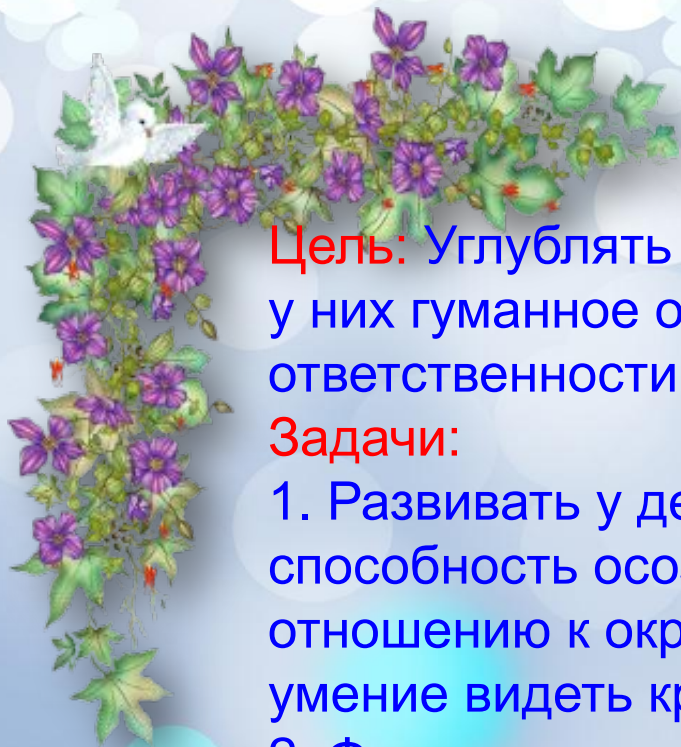 Цель: Углублять
у них гуманное о
ответственности
Задачи:
1. Развивать у де
способность осо
отношению к окр
умение видеть кр